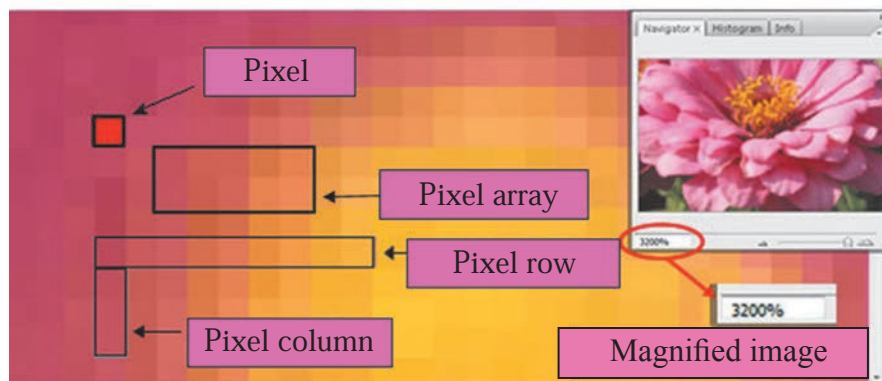 Navigator x Histogram Info
Pixel
Pixel array
3200%
Pixel row
3200%
Pixel column
Magnified image